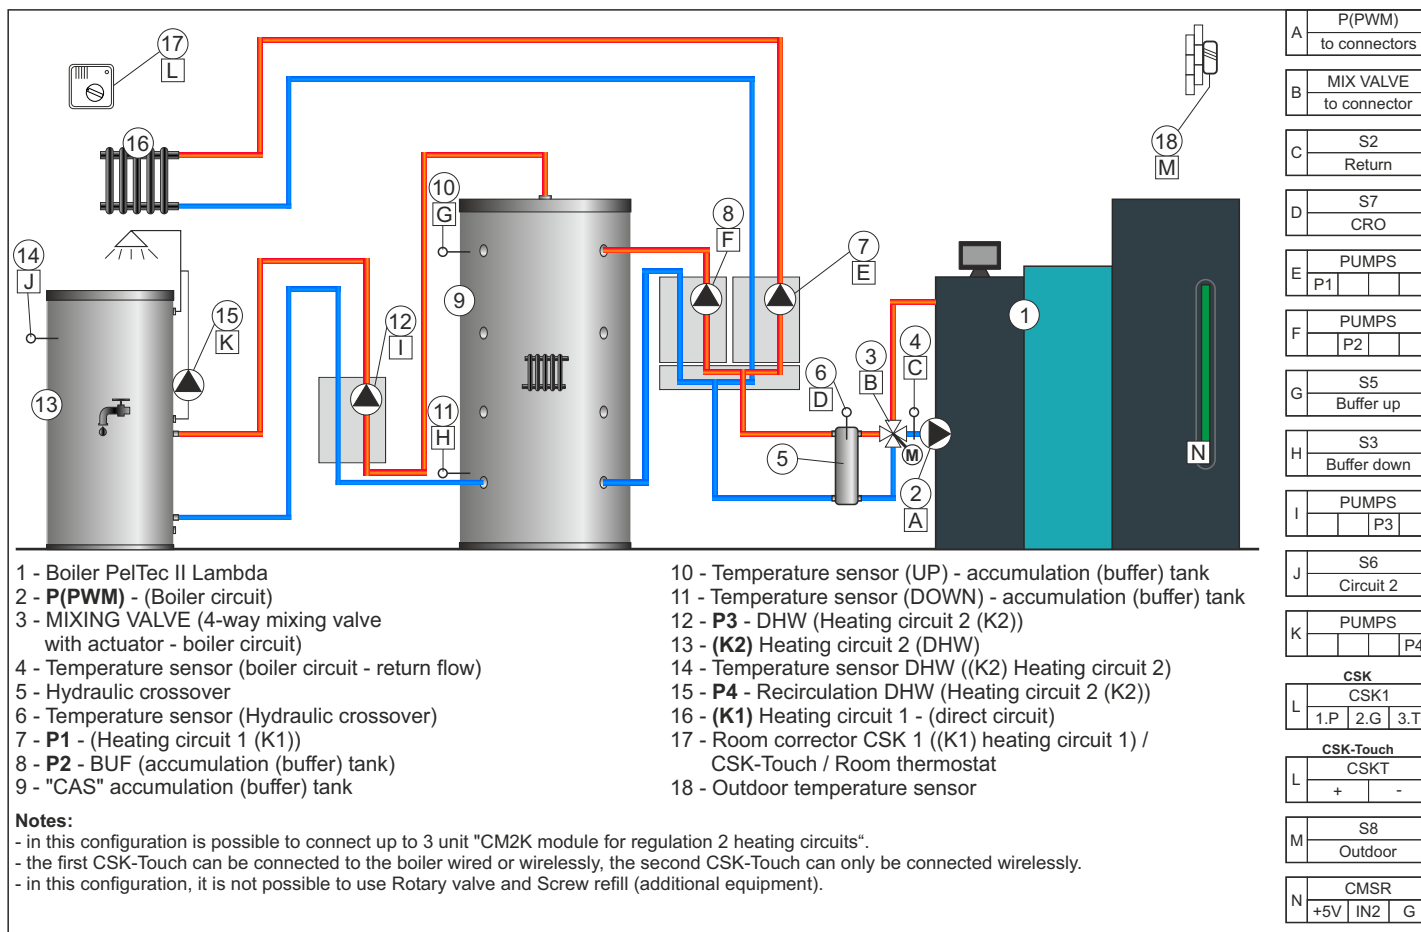 17
L
16
14
J
13
15
K
12
I
10
G
9
11
H
8
F
7
E
6
D
5
3
B
4
C
M
2
A
1
18
M
N
1 - Boiler PelTec II Lambda
2 - P(PWM) - (Boiler circuit)
3 - MIXING VALVE (4-way mixing valve
with actuator - boiler circuit)
4 - Temperature sensor (boiler circuit - return flow)
5 - Hydraulic crossover
6 - Temperature sensor (Hydraulic crossover)
7 - P1 - (Heating circuit 1 (K1))
8 - P2 - BUF (accumulation (buffer) tank)
9 - "CAS" accumulation (buffer) tank
10 - Temperature sensor (UP) - accumulation (buffer) tank
11 - Temperature sensor (DOWN) - accumulation (buffer) tank
12 - P3 - DHW (Heating circuit 2 (K2))
13 - (K2) Heating circuit 2 (DHW)
14 - Temperature sensor DHW ((K2) Heating circuit 2)
15 - P4 - Recirculation DHW (Heating circuit 2 (K2))
16 - (K1) Heating circuit 1 - (direct circuit)
17 - Room corrector CSK 1 ((K1) heating circuit 1) /
CSK-Touch / Room thermostat
18 - Outdoor temperature sensor
Notes:
- in this configuration is possible to connect up to 3 unit "CM2K module for regulation 2 heating circuits“.
- the first CSK-Touch can be connected to the boiler wired or wirelessly, the second CSK-Touch can only be connected wirelessly.
- in this configuration, it is not possible to use Rotary valve and Screw refill (additional equipment).
A
P(PWM)
to connectors
B
MIX VALVE
to connector
C
S2
Return
D
S7
CRO
E
PUMPS
P1
F
PUMPS
P2
G
S5
Buffer up
H
S3
Buffer down
I
PUMPS
P3
J
S6
Circuit 2
K
PUMPS
P4
CSK
L
CSK1
1.P 2.G 3.T
CSK-Touch
L
CSKT
+ -
M
S8
Outdoor
N
CMSR
+5V IN2 G